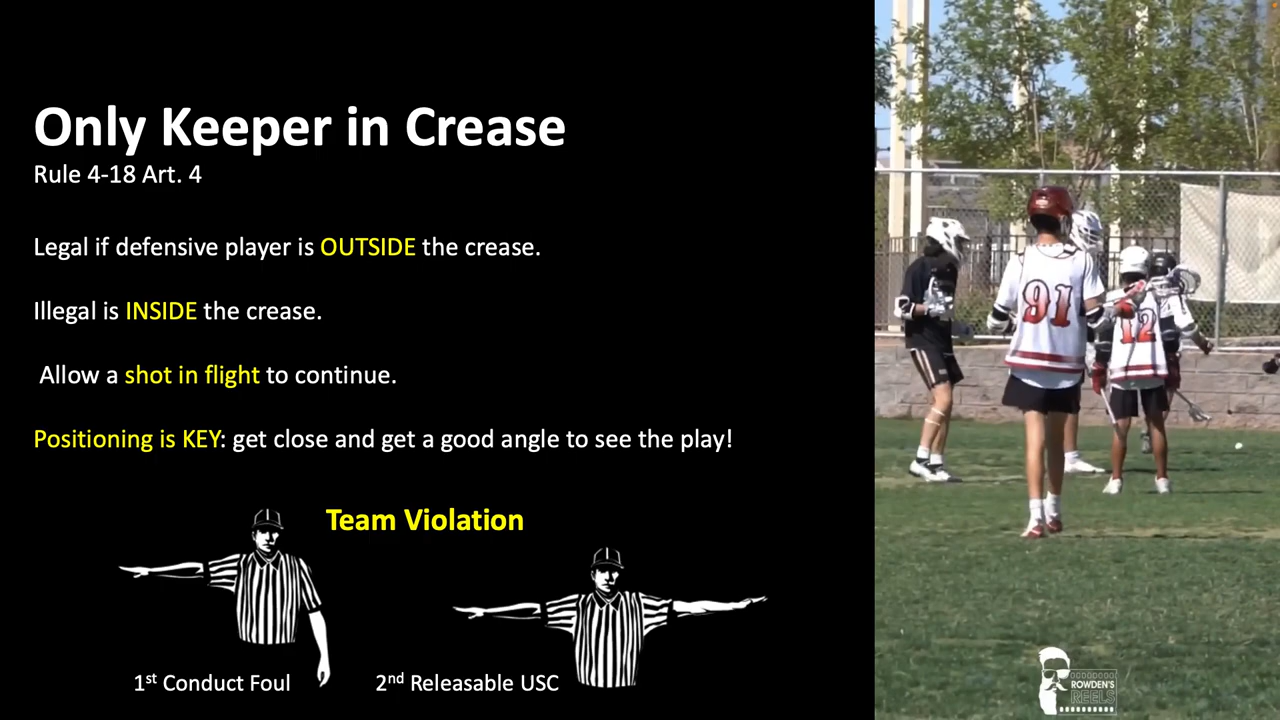 Only Keeper in Crease
Rule 4-18 Art. 4
Legal if defensive player is OUTSIDE the crease.
Illegal is INSIDE the crease.
Allow a shot in flight to continue.
Positioning is KEY: get close and get a good angle to see the play!
Team Violation
1st Conduct Foul
2nd Releasable USC
91
12
ROWDEN'S
REELS